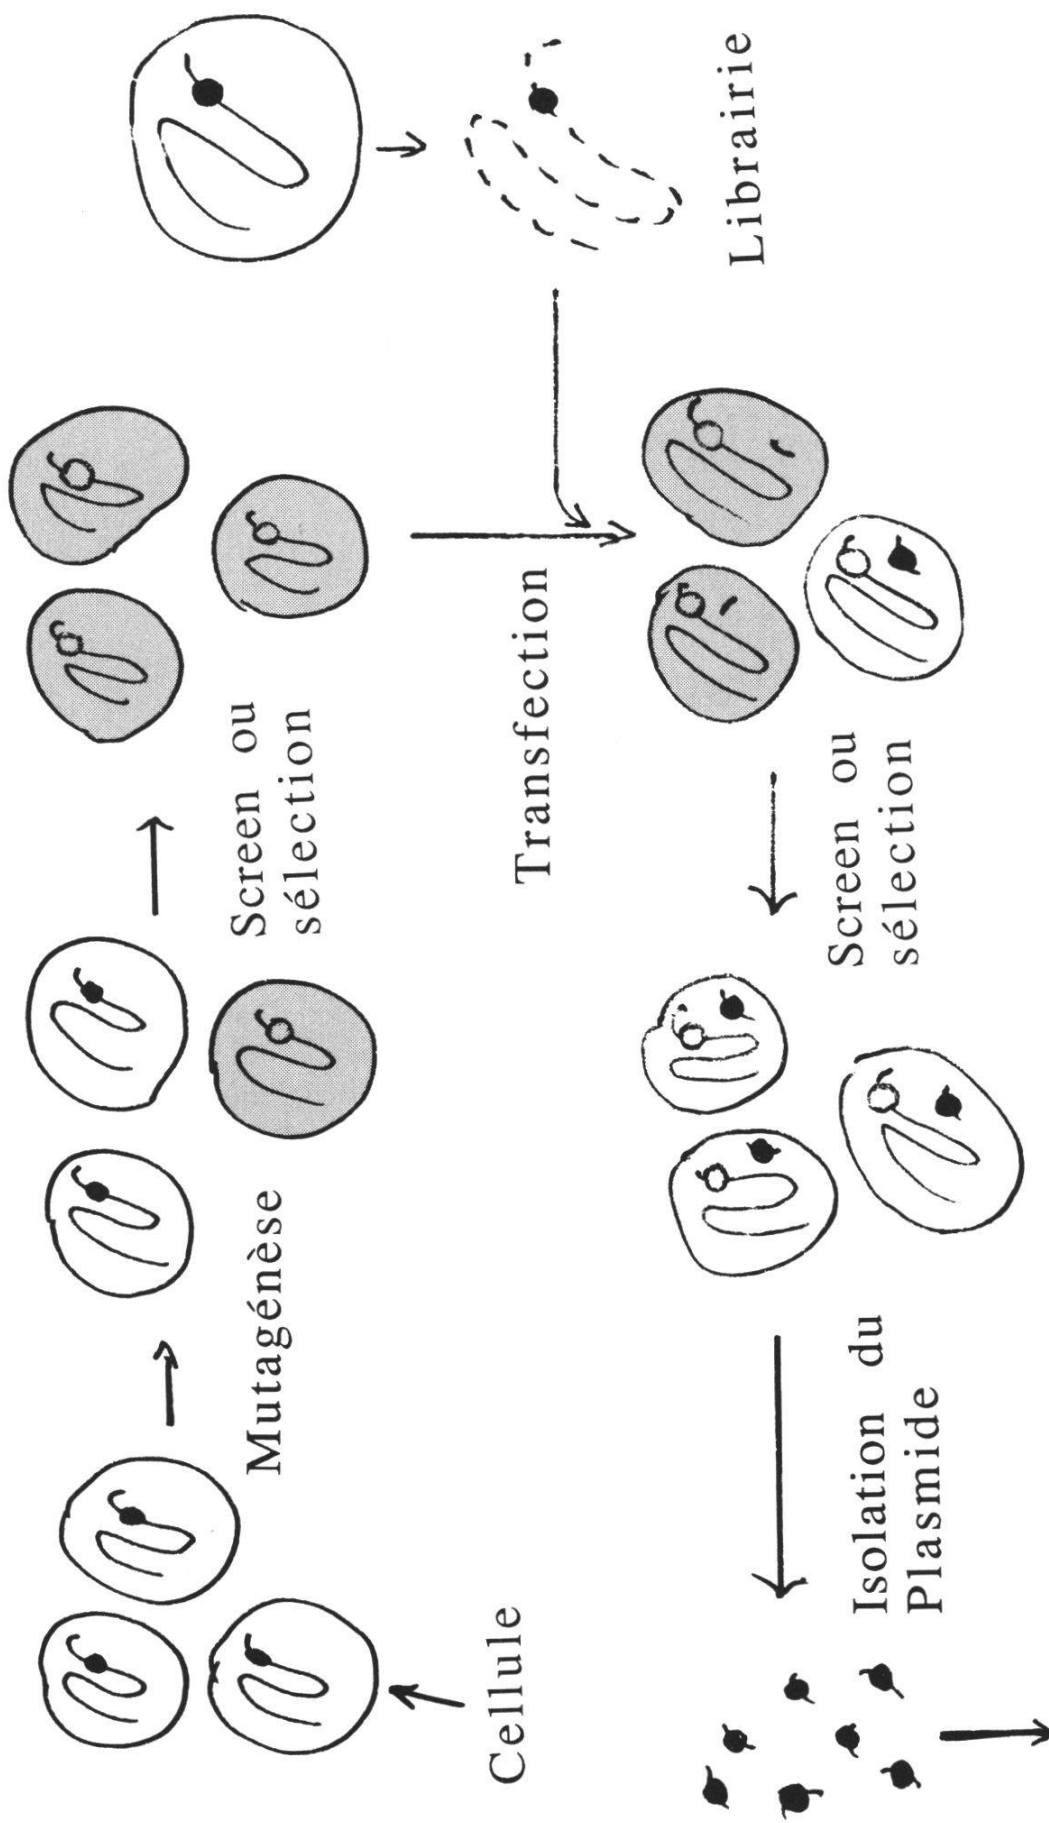 Cellule
Mutagénèse
Screen ou
sélection
Transfection
Librairie
Screen ou
sélection
Isolation du
Plasmide